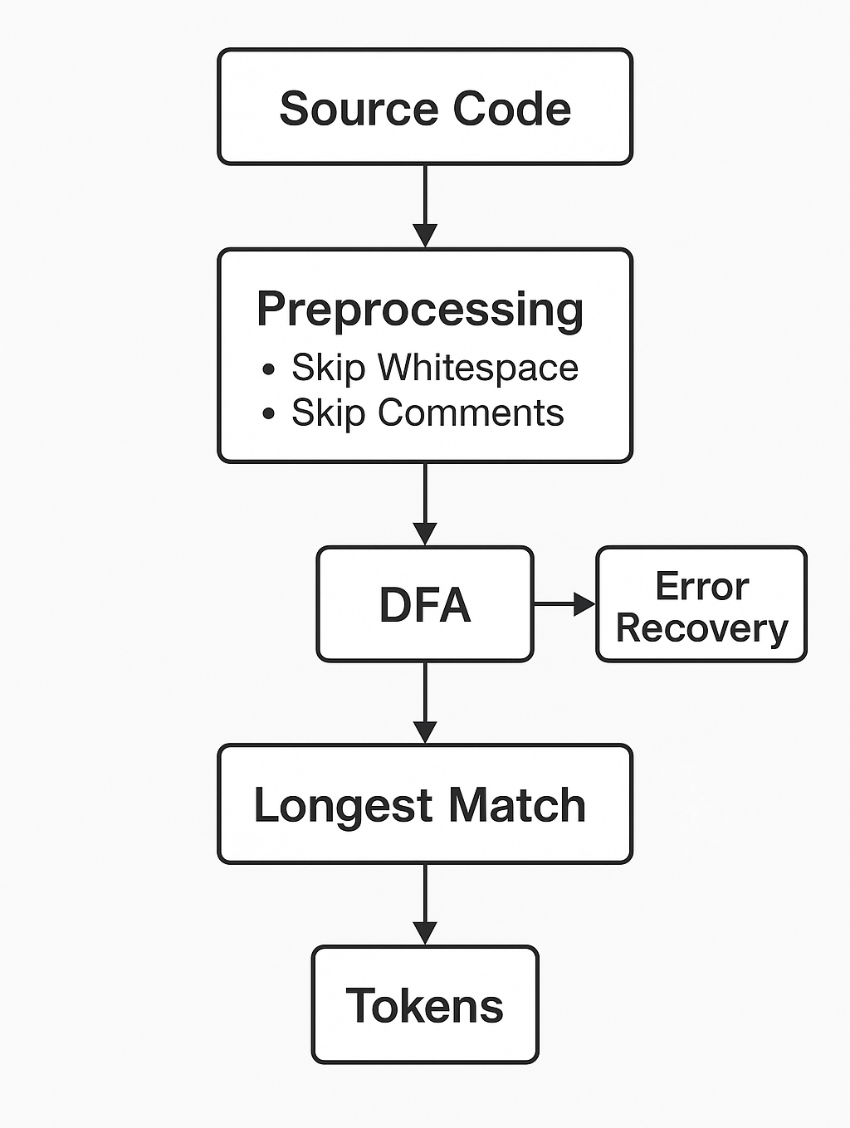 Source Code
Preprocessing
• Skip Whitespace
• Skip Comments
DFA
Error
Recovery
Longest Match
Tokens